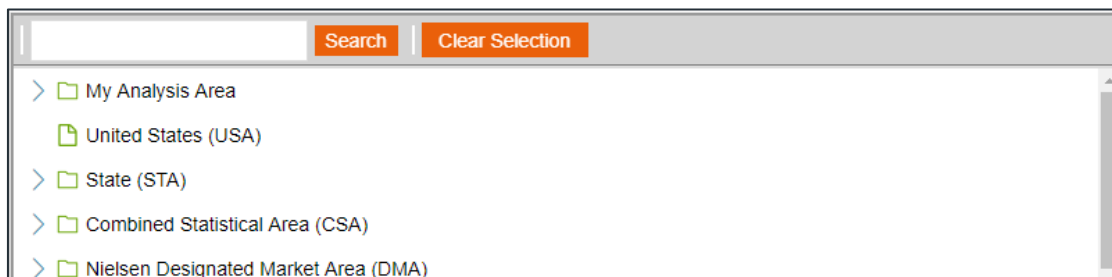 Search Clear Selection
My Analysis Area
United States (USA)
State (STA)
Combined Statistical Area (CSA)
Nielsen Designated Market Area (DMA)